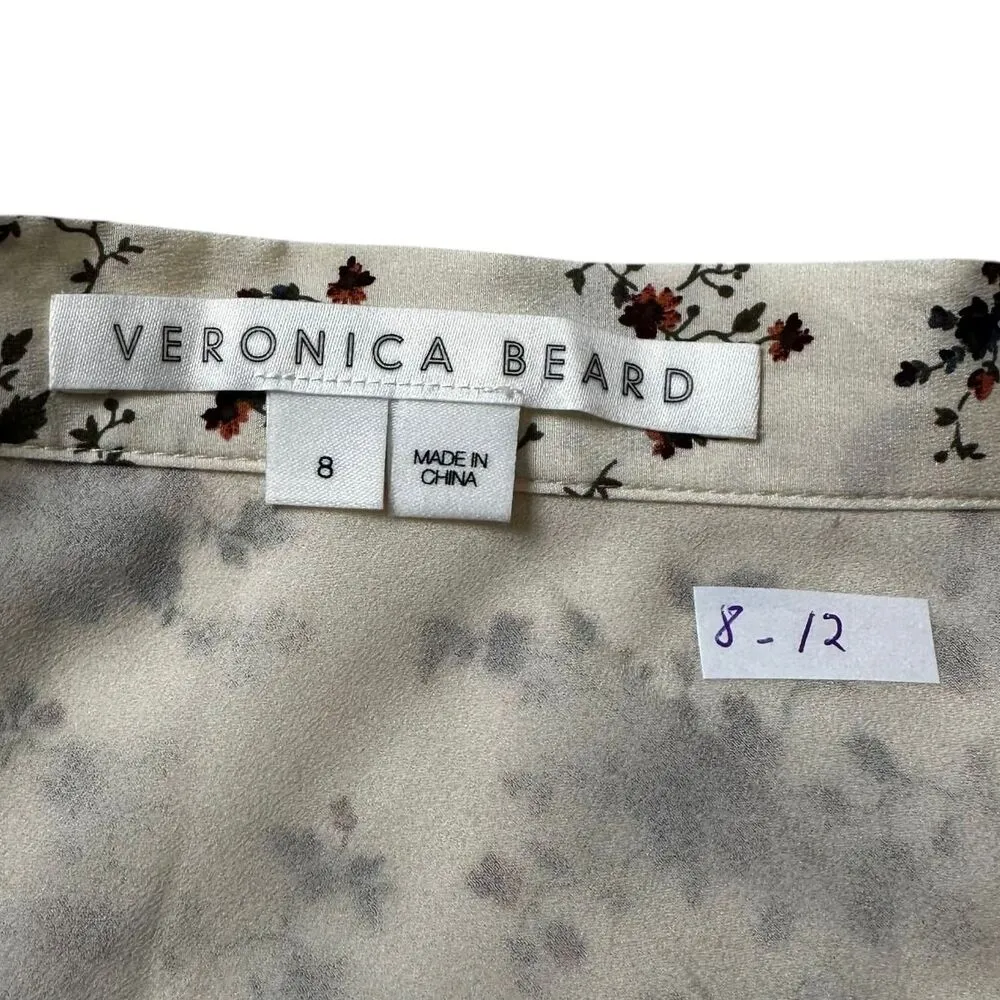 VERONICA BEARD
8
MADE IN
CHINA
8-12